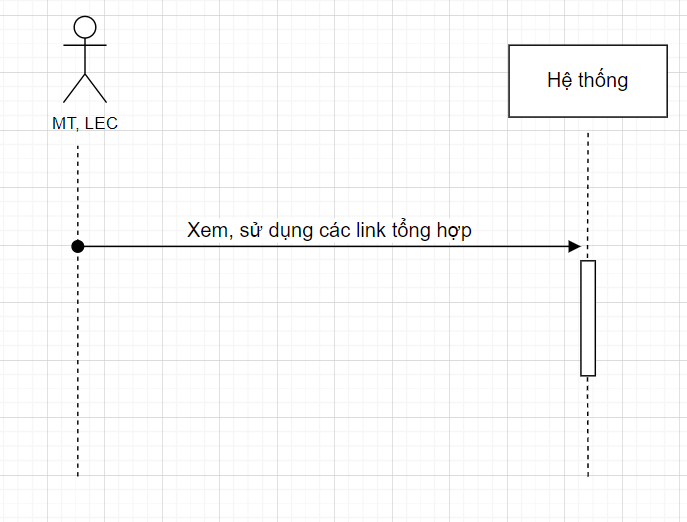 Hệ thống
MT, LEC
Xem, sử dụng các link tổng hợp